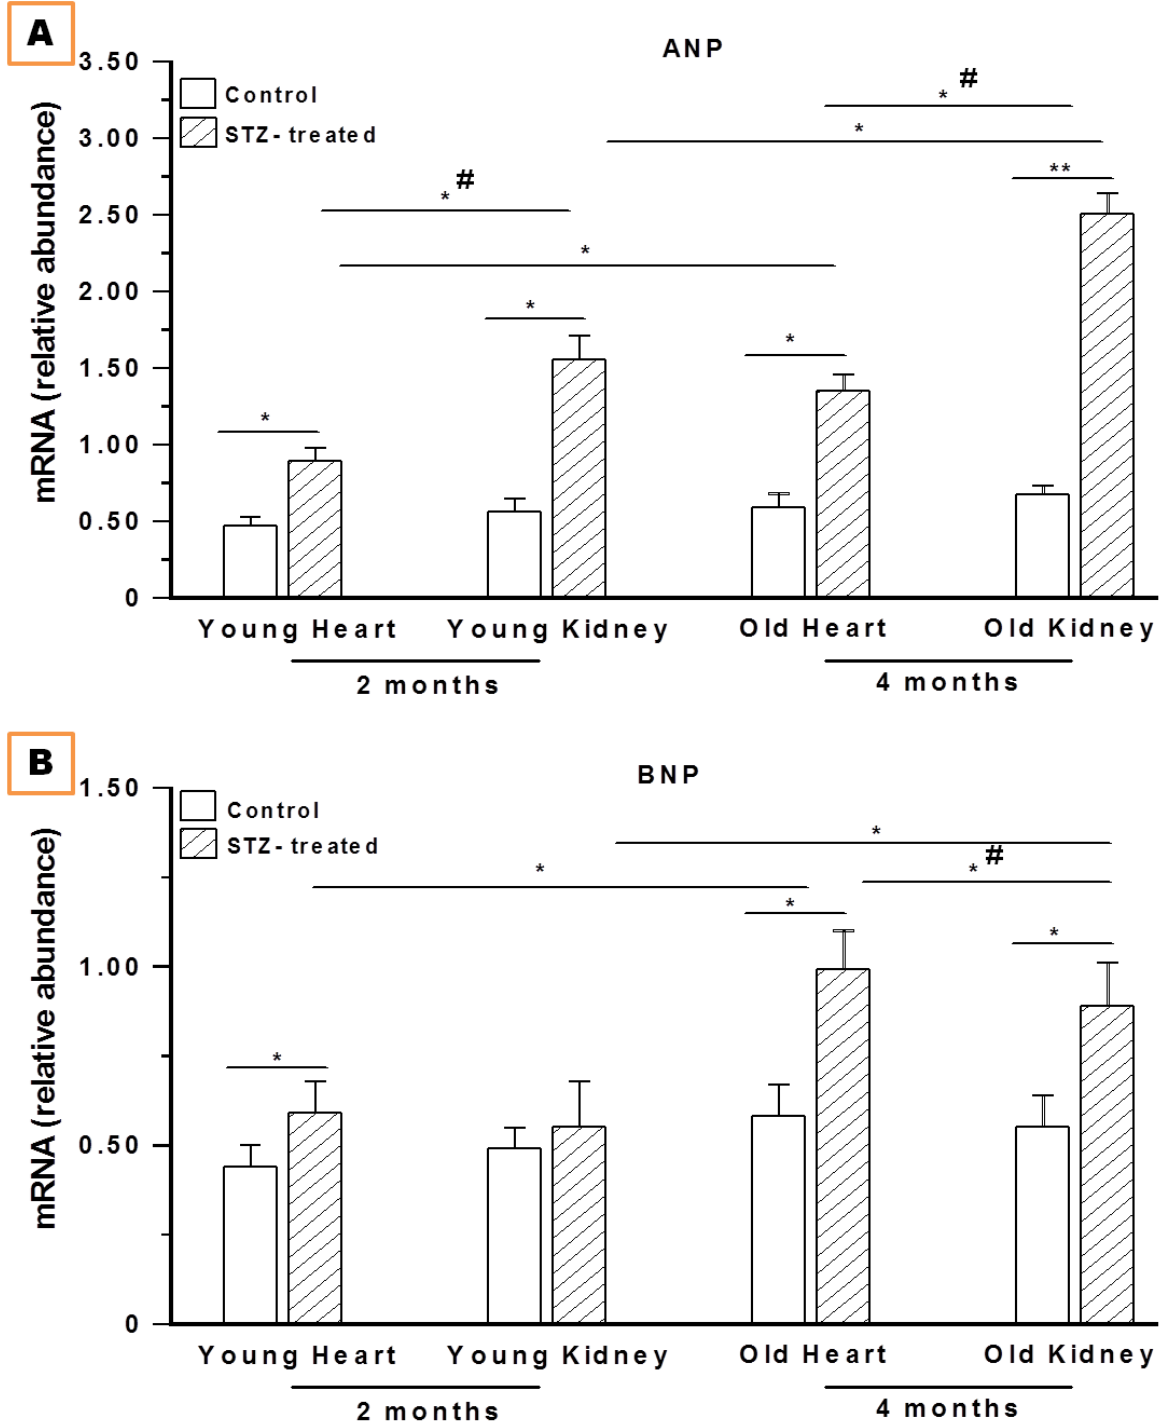 A
ANP
3.50
3.00
2.50
2.00
1.50
1.00
0.50
0
mRNA (relative abundance)
Control
STZ- treated
*
*
*
**
*
* #
*
* #
Young Heart
Young Kidney
Old Heart
Old Kidney
2 months
4 months
B
BNP
1.50
1.00
0.50
0
mRNA (relative abundance)
Control
STZ- treated
*
*
*
*
*
* #
Young Heart
Young Kidney
Old Heart
Old Kidney
2 months
4 months